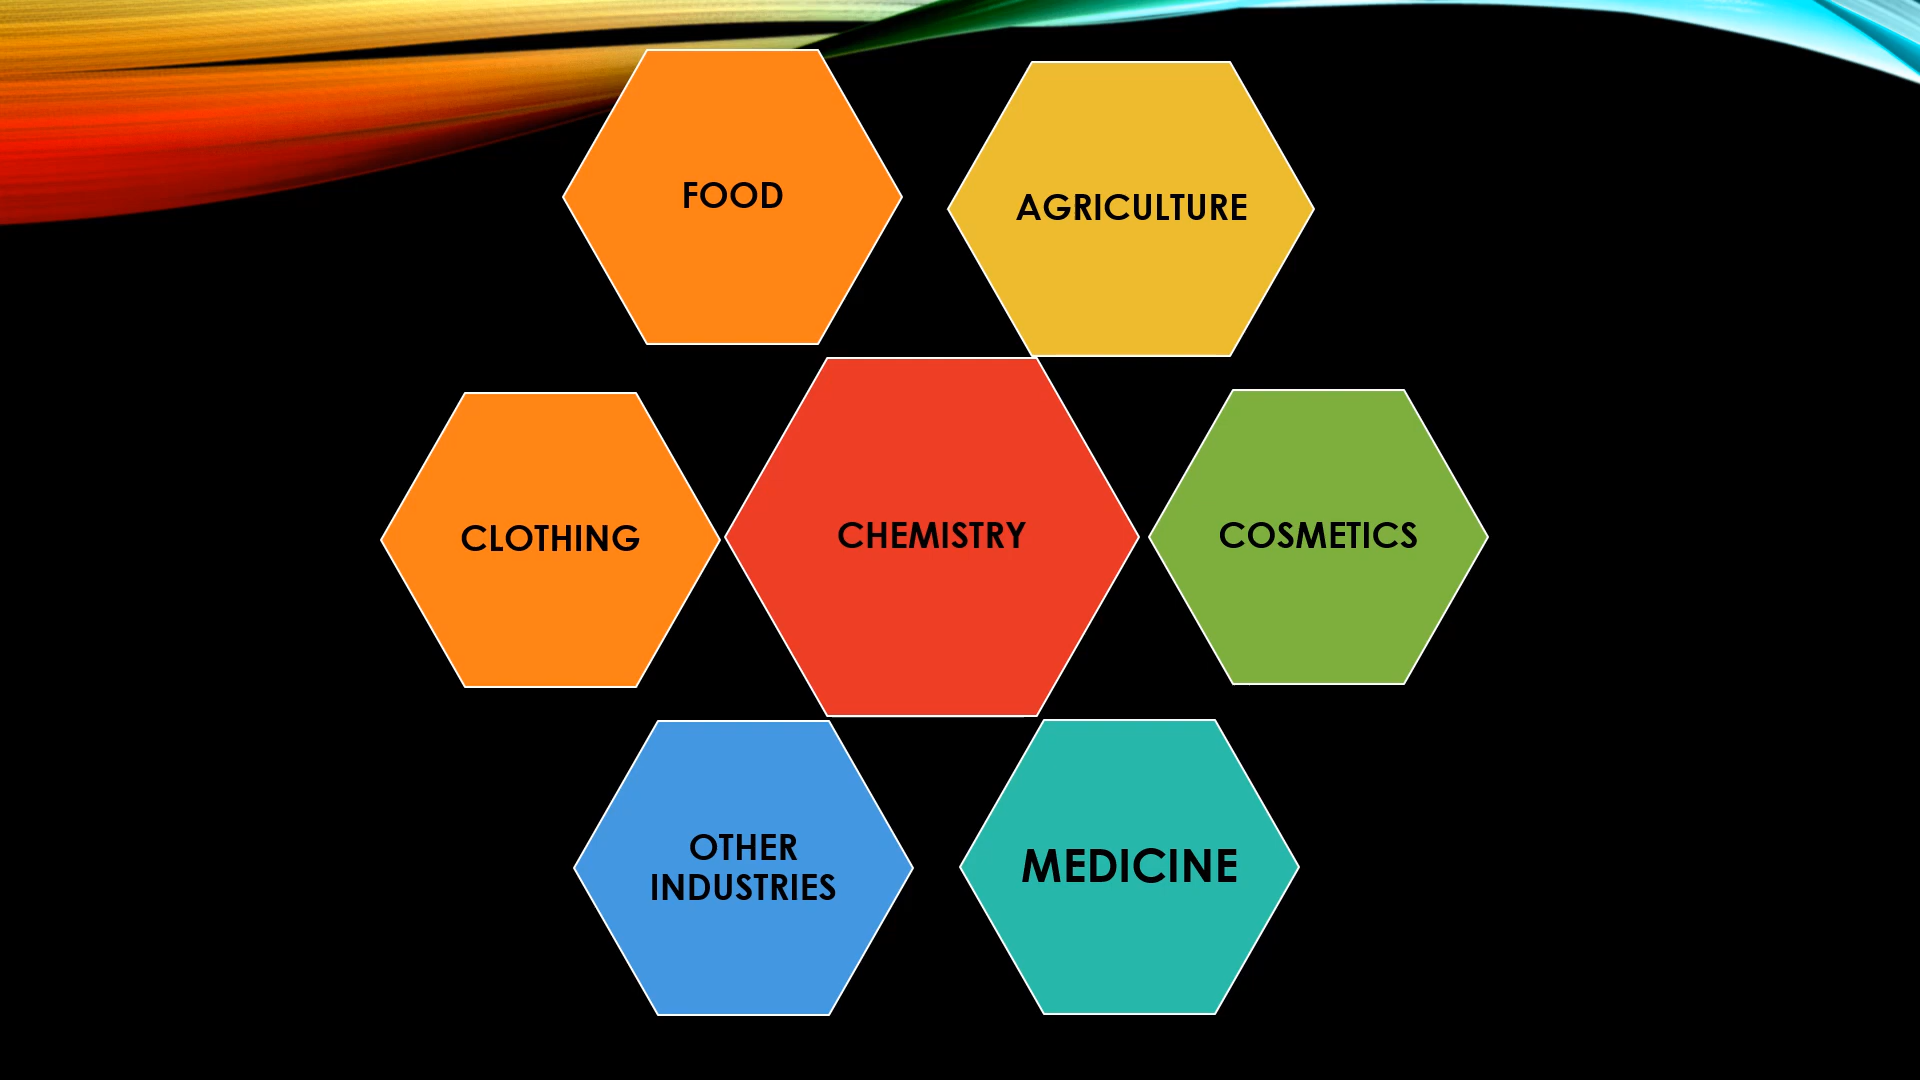 FOOD
AGRICULTURE
CLOTHING
CHEMISTRY
COSMETICS
OTHER
INDUSTRIES
MEDICINE